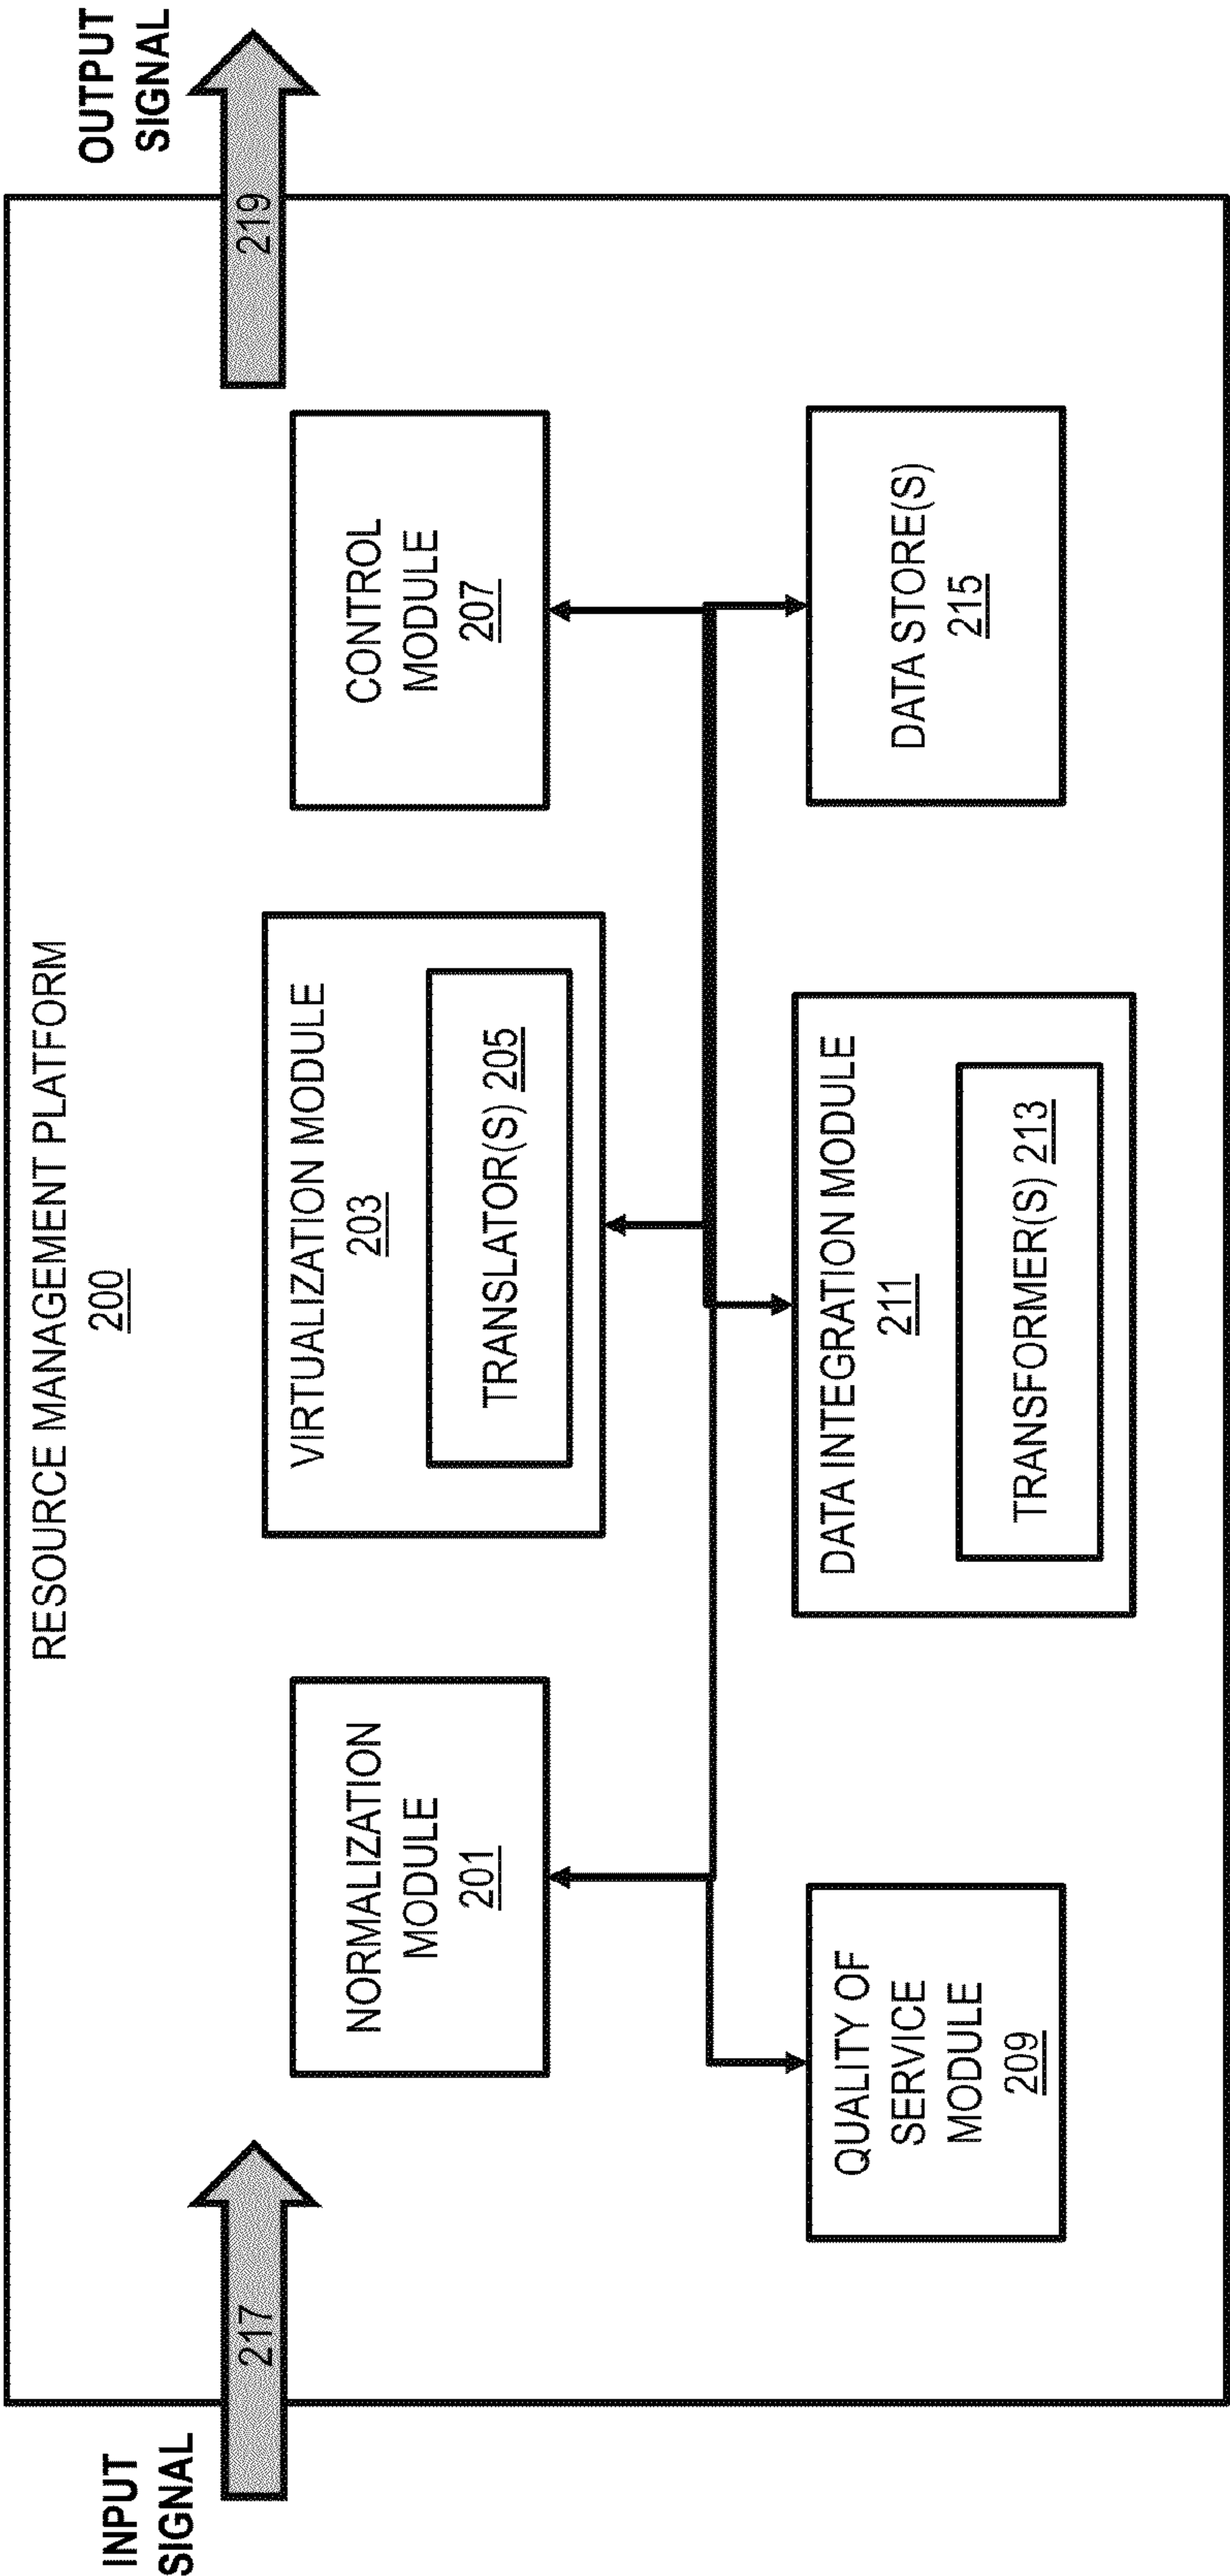 RESOURCE MANAGEMENT PLATFORM
200
INPUT
SIGNAL
217
OUTPUT
SIGNAL
219
NORMALIZATION
MODULE
201
VIRTUALIZATION MODULE
203
TRANSLATOR(S) 205
CONTROL
MODULE
207
QUALITY OF
SERVICE
MODULE
209
DATA INTEGRATION MODULE
211
TRANSFORMER(S) 213
DATA STORE(S)
215